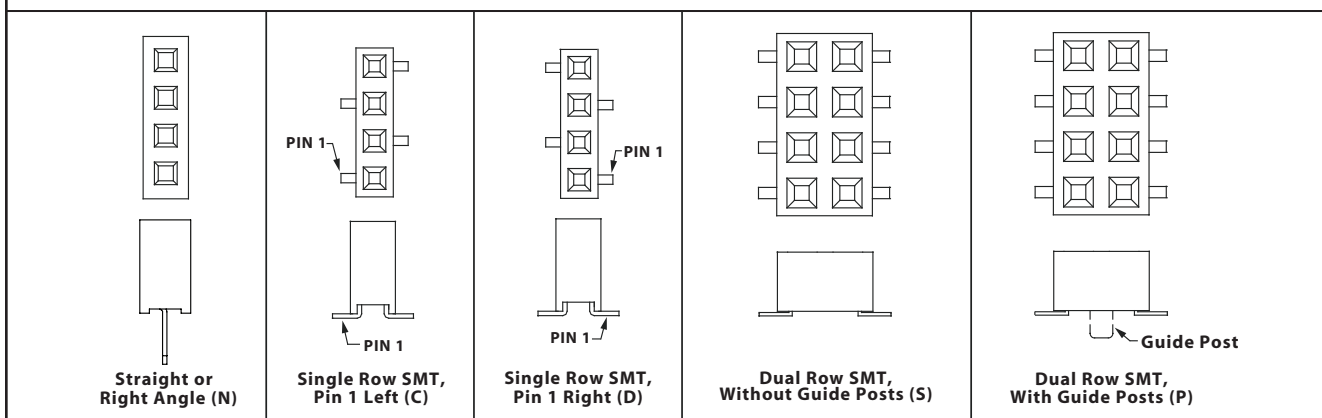 PIN 1
PIN 1
PIN 1
PIN 1
Guide Post
Straight or
Right Angle (N)
Single Row SMT,
Pin 1 Left (C)
Single Row SMT,
Pin 1 Right (D)
Dual Row SMT,
Without Guide Posts (S)
Dual Row SMT,
With Guide Posts (P)